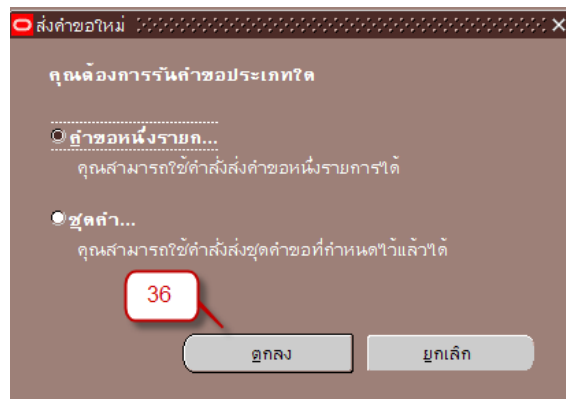 ส่งคำขอใหม่
คุณต้องการรันคำขอประเภทใด
คำขอหนึ่งรายก...
คุณสามารถใช้คำสั่งส่งคำขอหนึ่งรายการได้
ชุดคำ...
คุณสามารถใช้คำสั่งส่งชุดคำขอที่กำหนดไว้แล้วได้
36
ตกลง ยกเลิก